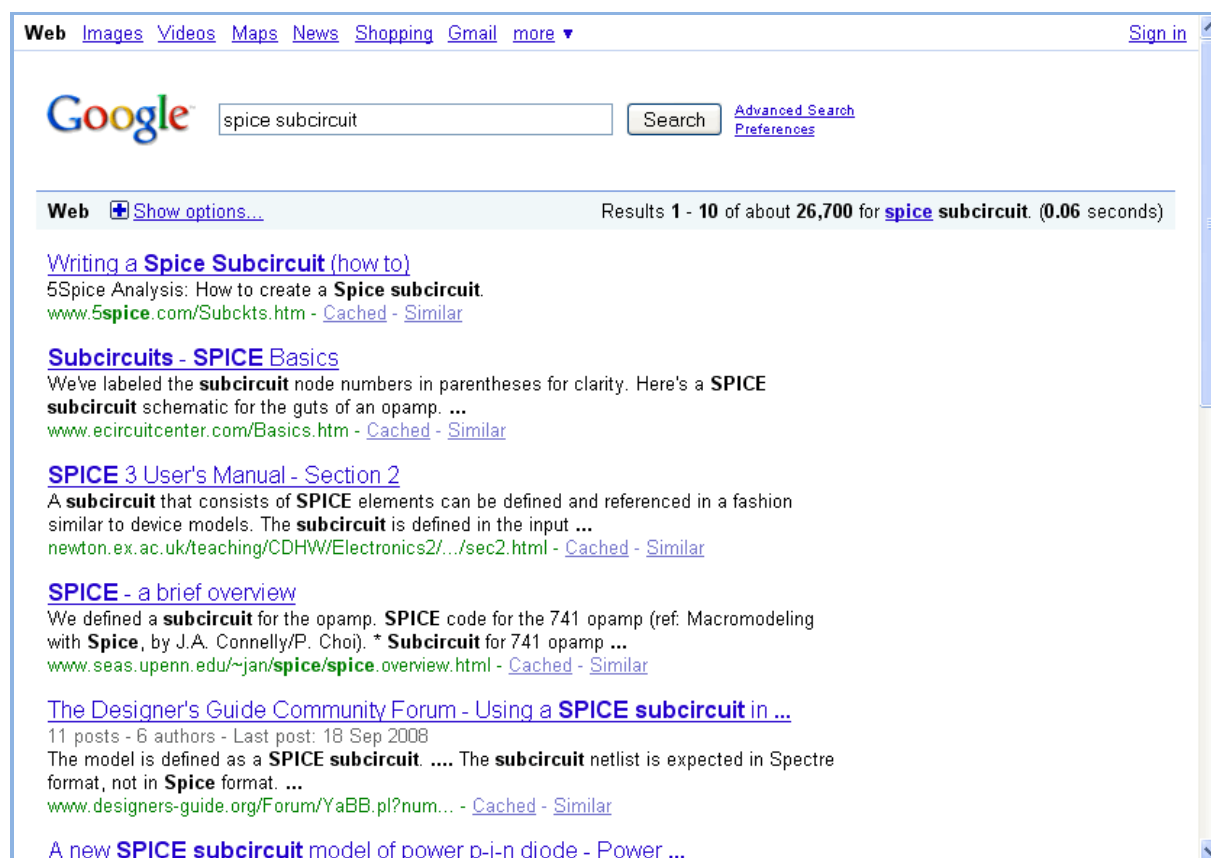 Web Images Videos Maps News Shopping Gmail more ▼ Sign in
Google™ spice subcircuit Search Advanced Search
Preferences
Web Show options... Results 1 - 10 of about 26,700 for spice subcircuit. (0.06 seconds)
Writing a Spice Subcircuit (how to)
5Spice Analysis: How to create a Spice subcircuit.
www.5spice.com/Subckts.htm - Cached - Similar
Subcircuits - SPICE Basics
We've labeled the subcircuit node numbers in parentheses for clarity. Here's a SPICE
subcircuit schematic for the guts of an opamp. ...
www.ecircuitcenter.com/Basics.htm - Cached - Similar
SPICE 3 User's Manual - Section 2
A subcircuit that consists of SPICE elements can be defined and referenced in a fashion
similar to device models. The subcircuit is defined in the input ...
newton.ex.ac.uk/teaching/CDHW/Electronics2/.../sec2.html - Cached - Similar
SPICE - a brief overview
We defined a subcircuit for the opamp. SPICE code for the 741 opamp (ref: Macromodeling
with Spice, by J.A. Connelly/P. Choi). * Subcircuit for 741 opamp ...
www.seas.upenn.edu/~jan/spice/spice.overview.html - Cached - Similar
The Designer's Guide Community Forum - Using a SPICE subcircuit in ...
11 posts - 6 authors - Last post: 18 Sep 2008
The model is defined as a SPICE subcircuit. .... The subcircuit netlist is expected in Spectre
format, not in Spice format. ...
www.designers-guide.org/Forum/YaBB.pl?num... - Cached - Similar
A new SPICE subcircuit model of power p-i-n diode - Power ...